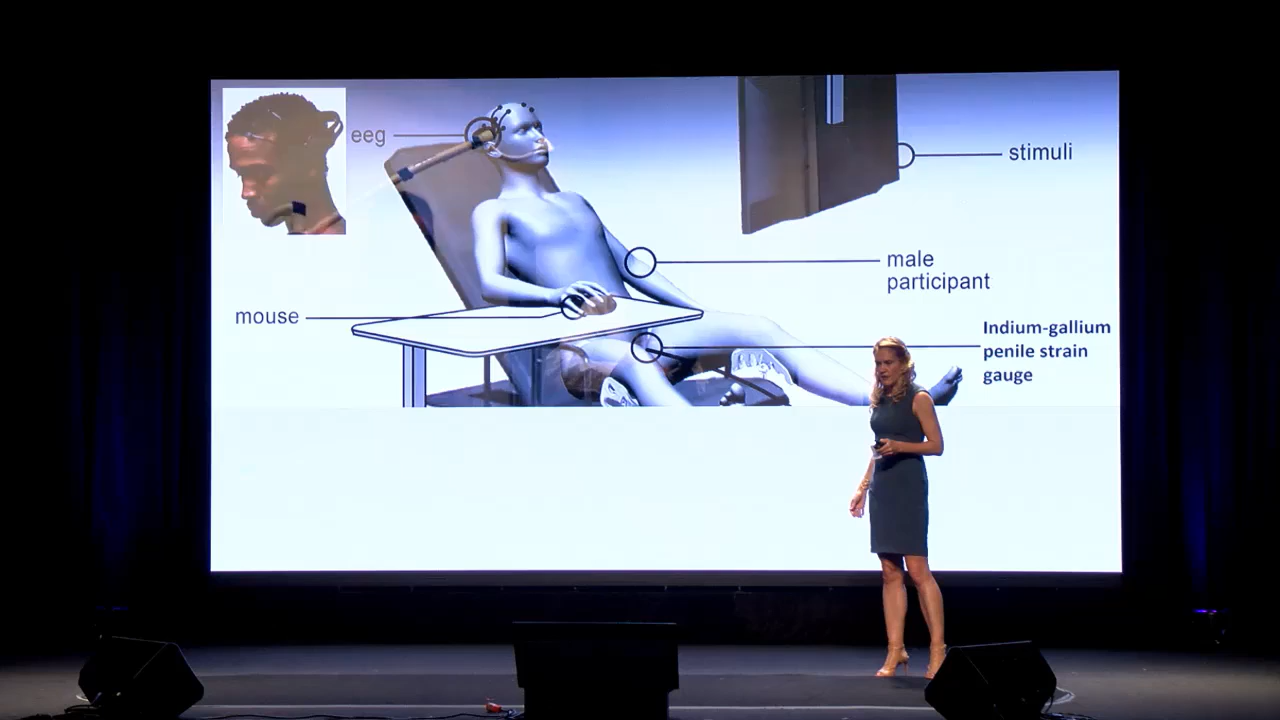 eeg
stimuli
male
participant
mouse
Indium-gallium
penile strain
gauge